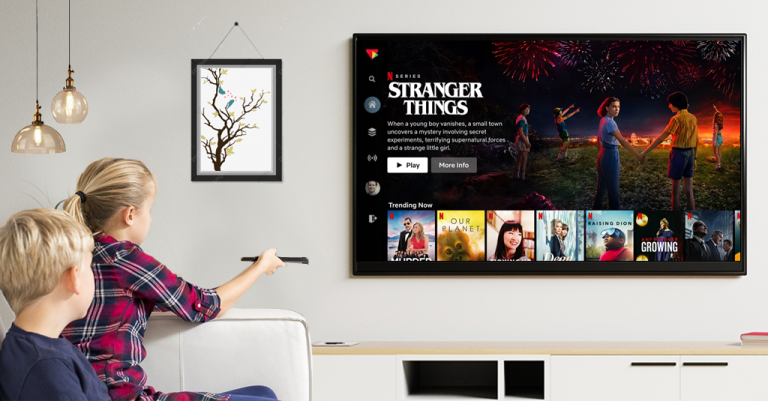 N SERIES
STRANGER
THINGS
When a young boy vanishes, a small town
uncovers a mystery involving secret
experiments, terrifying supernatural forces
and a strange little girl.
Play
More Info
Trending Now
OUR
PLANET
RAISING DION
GROWING